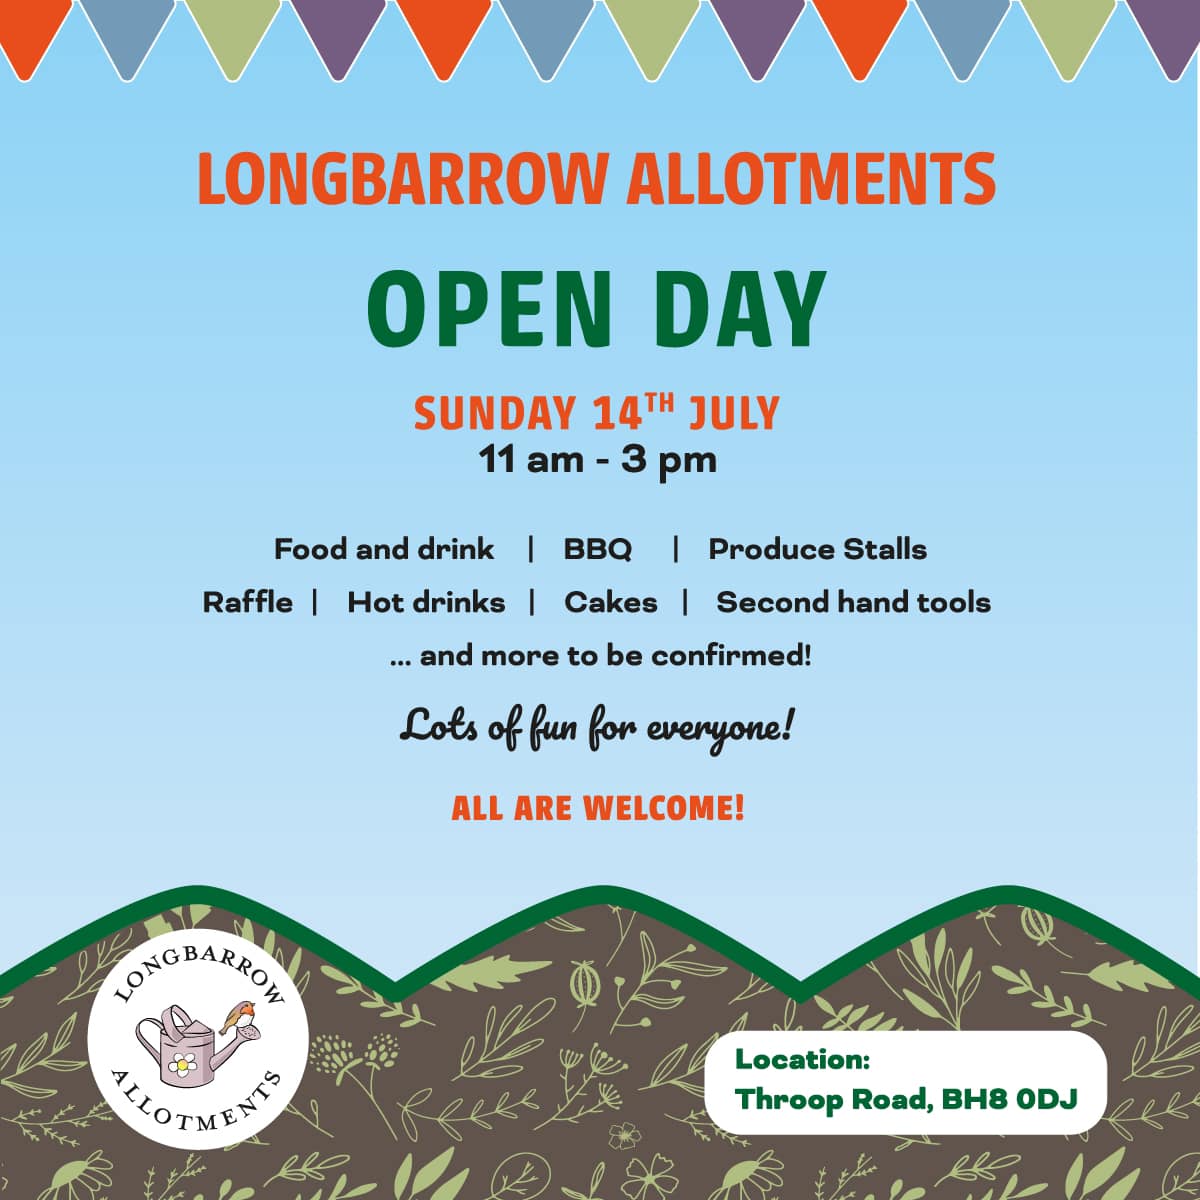 LONGBARROW ALLOTMENTS
OPEN DAY
SUNDAY 14TH JULY
11 am - 3 pm
Food and drink | BBQ | Produce Stalls
Raffle | Hot drinks | Cakes | Second hand tools
... and more to be confirmed!
Lots of fun for everyone!
ALL ARE WELCOME!
LONGBARROW
ALLOTMENTS
Location:
Throop Road, BH8 0DJ